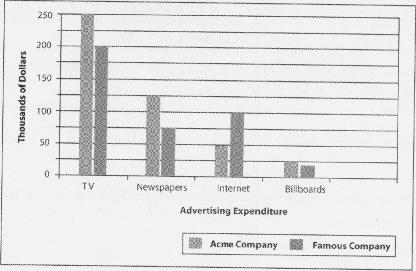 Thousands of Dollars
250
200
150
100
50
0
TV Newspapers Internet Billboards
Advertising Expenditure
Acme Company Famous Company